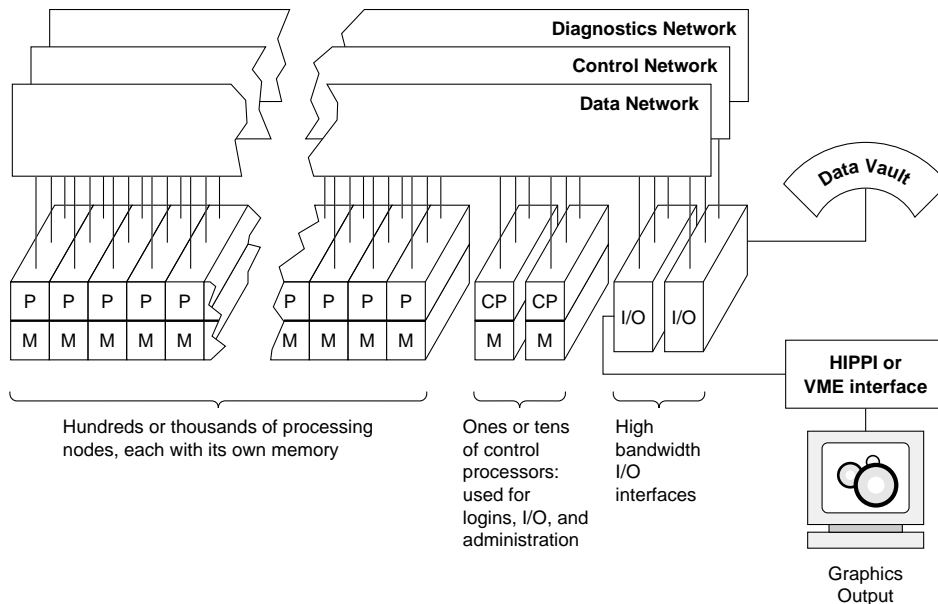 Diagnostics Network
Control Network
Data Network
Data Vault
P P P P P P P P P CP CP
I/O I/O
M M M M M M M M M M M
HIPPI or
VME interface
Hundreds or thousands of processing
nodes, each with its own memory
Ones or tens
of control
processors:
used for
logins, I/O, and
administration
High
bandwidth
I/O
interfaces
Graphics
Output